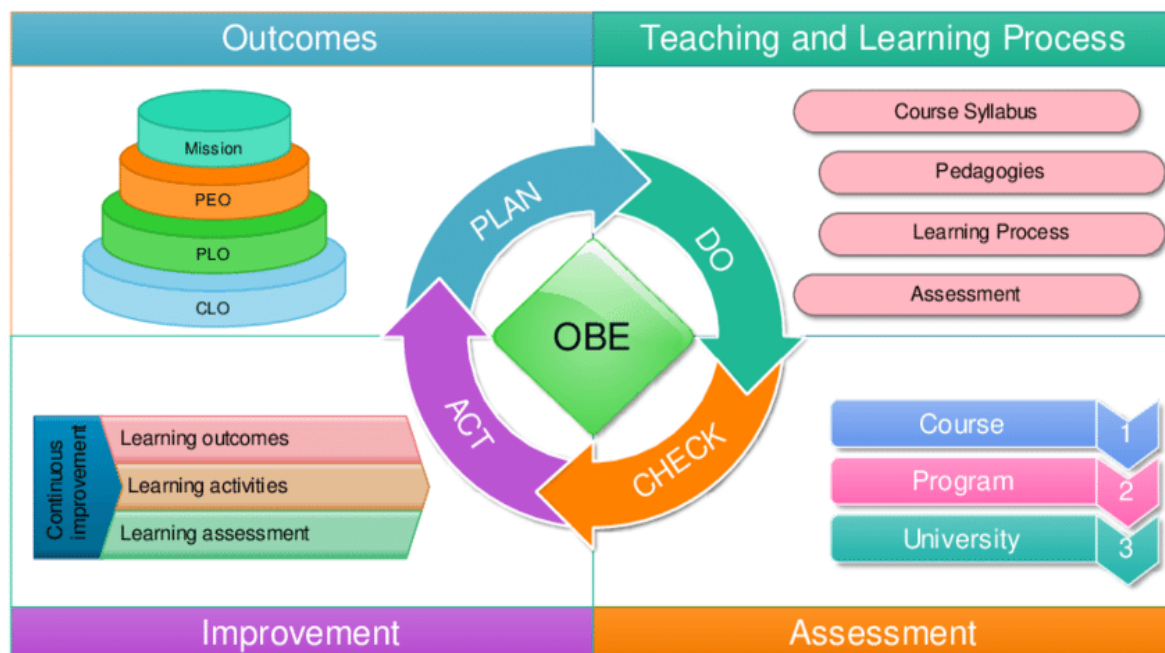 Outcomes
Teaching and Learning Process
Mission
PEO
PLO
CLO
Course Syllabus
Pedagogies
Learning Process
Assessment
PLAN
DO
CHECK
ACT
OBE
Continuous
improvement
Learning outcomes
Learning activities
Learning assessment
Course
1
Program
2
University
3
Improvement
Assessment